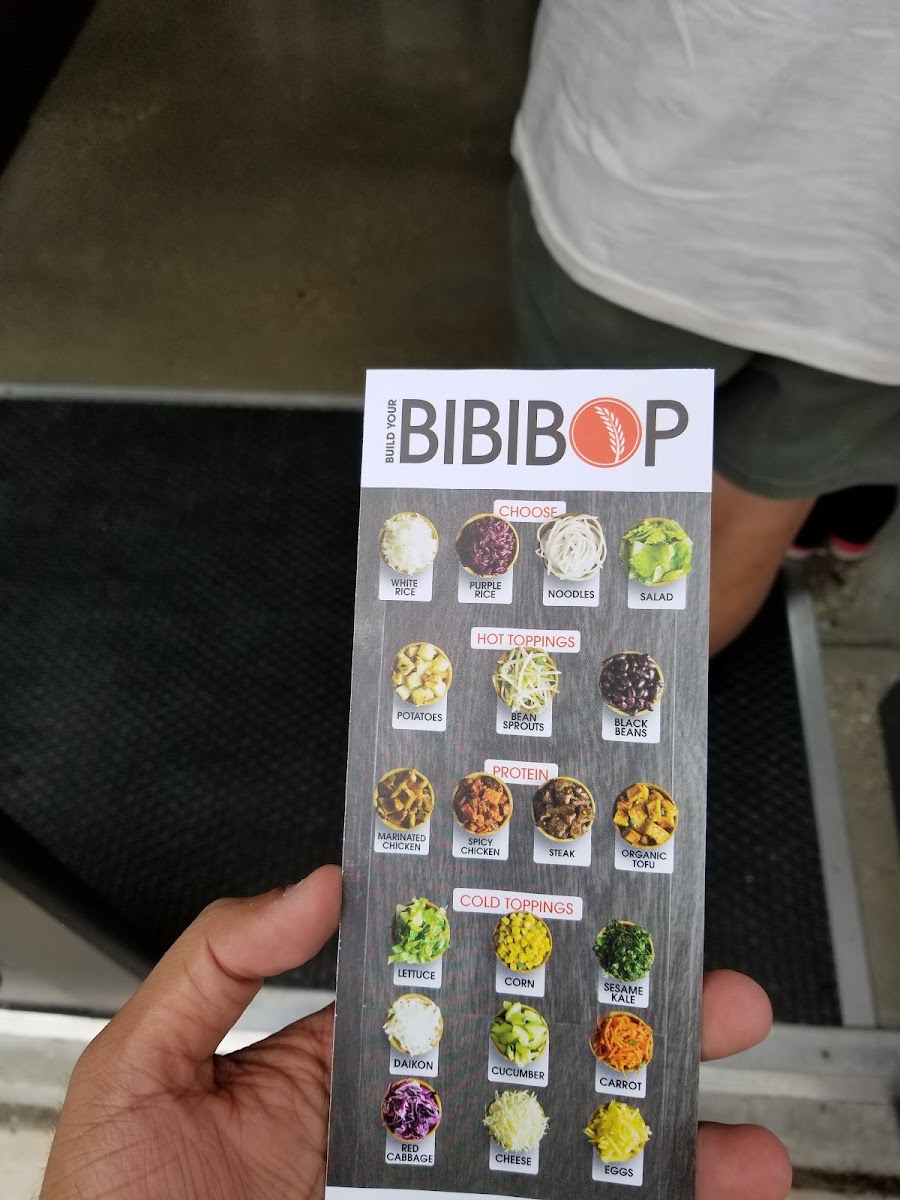 BUILD YOUR
BIBIBOP
CHOOSE
WHITE
RICE
PURPLE
RICE
NOODLES
SALAD
HOT TOPPINGS
POTATOES
BEAN
SPROUTS
BLACK
BEANS
PROTEIN
MARINATED
CHICKEN
SPICY
CHICKEN
STEAK
ORGANIC
TOFU
COLD TOPPINGS
LETTUCE
CORN
SESAME
KALE
DAIKON
CUCUMBER
CARROT
RED
CABBAGE
CHEESE
EGGS